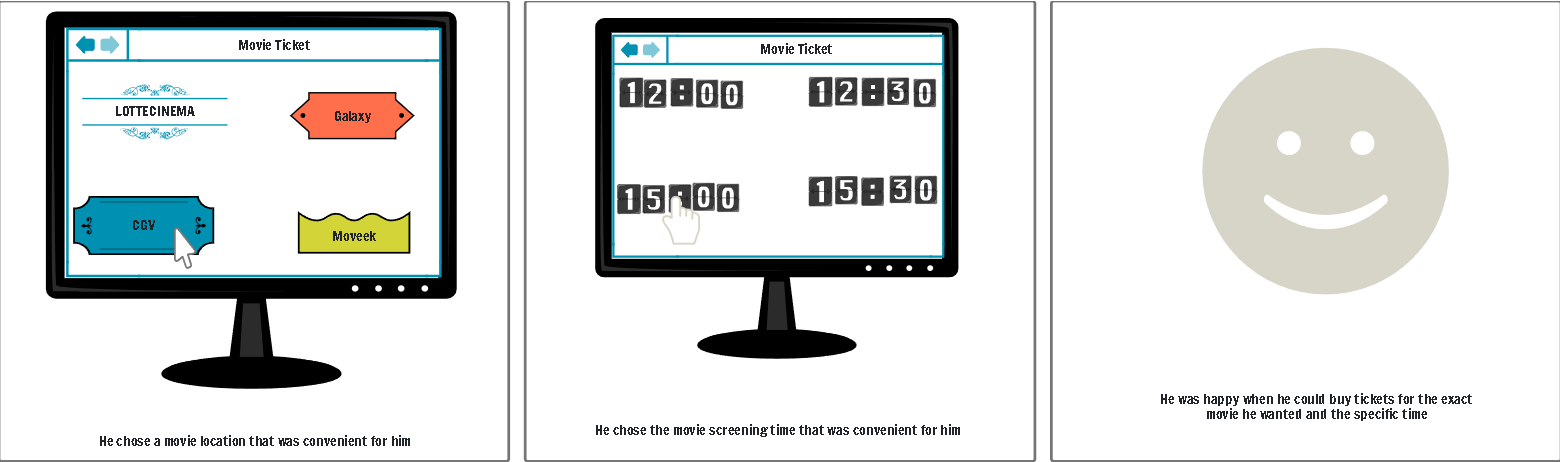 Movie Ticket
LOTTECINEMA
Galaxy
CGV
Moveek
He chose a movie location that was convenient for him
Movie Ticket
12:00
12:30
15:00
15:30
He chose the movie screening time that was convenient for him
He was happy when he could buy tickets for the exact
movie he wanted and the specific time